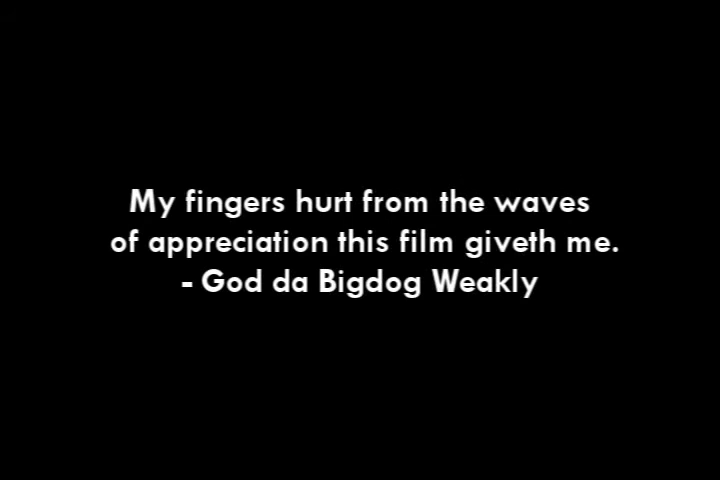 My fingers hurt from the waves
of appreciation this film giveth me.
- God da Bigdog Weakly